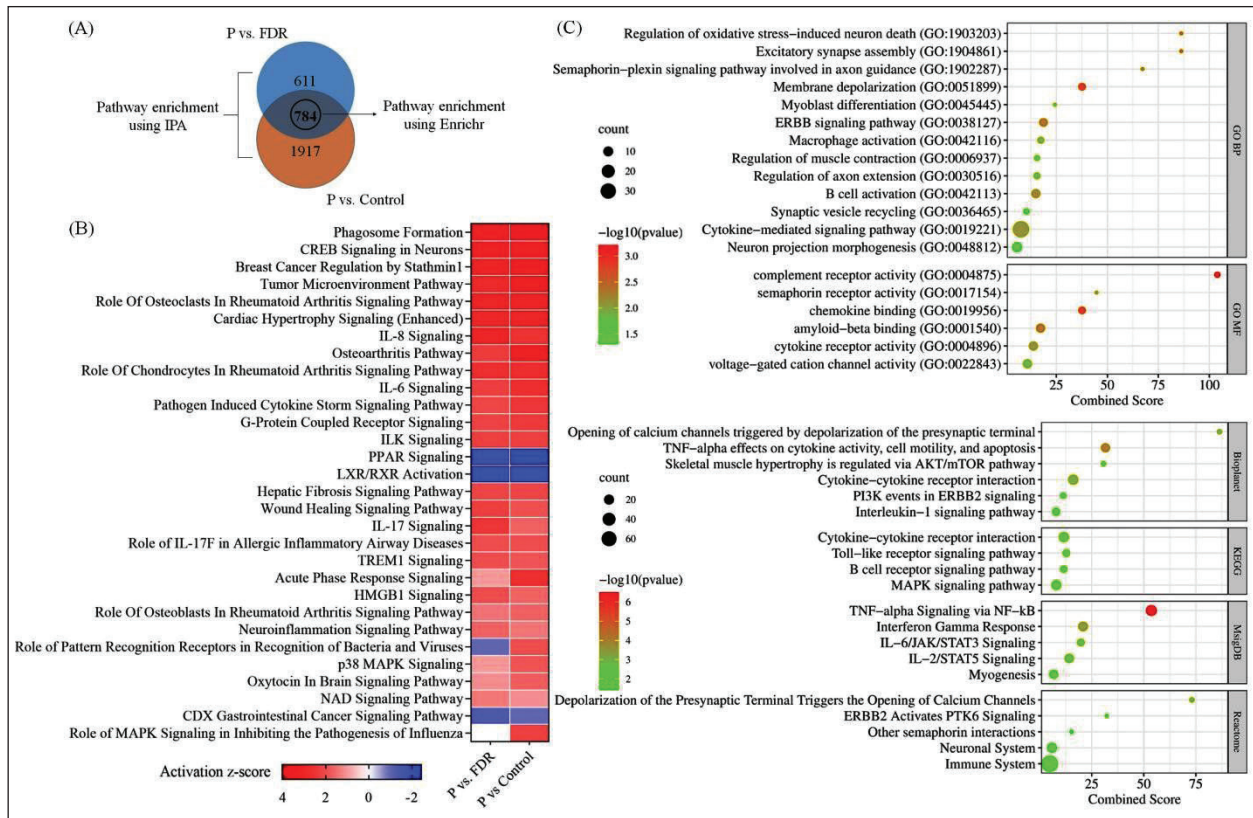 (A)
P vs. FDR
611
784
1917
P vs. Control
Pathway enrichment
using IPA
Pathway enrichment
using Enrichr
(B)
Phagosome Formation
CREB Signaling in Neurons
Breast Cancer Regulation by Stathmin1
Tumor Microenvironment Pathway
Role Of Osteoclasts In Rheumatoid Arthritis Signaling Pathway
Cardiac Hypertrophy Signaling (Enhanced)
IL-8 Signaling
Osteoarthritis Pathway
Role Of Chondrocytes In Rheumatoid Arthritis Signaling Pathway
IL-6 Signaling
Pathogen Induced Cytokine Storm Signaling Pathway
G-Protein Coupled Receptor Signaling
ILK Signaling
PPAR Signaling
LXR/RXR Activation
Hepatic Fibrosis Signaling Pathway
Wound Healing Signaling Pathway
IL-17 Signaling
Role of IL-17F in Allergic Inflammatory Airway Diseases
TREM1 Signaling
Acute Phase Response Signaling
HMGB1 Signaling
Role Of Osteoblasts In Rheumatoid Arthritis Signaling Pathway
Neuroinflammation Signaling Pathway
Role of Pattern Recognition Receptors in Recognition of Bacteria and Viruses
p38 MAPK Signaling
Oxytocin In Brain Signaling Pathway
NAD Signaling Pathway
CDX Gastrointestinal Cancer Signaling Pathway
Role of MAPK Signaling in Inhibiting the Pathogenesis of Influenza
P vs. FDR
P vs Control
Activation z-score
4 2 0 -2
(C)
Regulation of oxidative stress-induced neuron death (GO:1903203)
Excitatory synapse assembly (GO:1904861)
Semaphorin-plexin signaling pathway involved in axon guidance (GO:1902287)
Membrane depolarization (GO:0051899)
Myoblast differentiation (GO:0045445)
ERBB signaling pathway (GO:0038127)
Macrophage activation (GO:0042116)
Regulation of muscle contraction (GO:0006937)
Regulation of axon extension (GO:0030516)
B cell activation (GO:0042113)
Synaptic vesicle recycling (GO:0036465)
Cytokine-mediated signaling pathway (GO:0019221)
Neuron projection morphogenesis (GO:0048812)
GO BP
complement receptor activity (GO:0004875)
semaphorin receptor activity (GO:0017154)
chemokine binding (GO:0019956)
amyloid-beta binding (GO:0001540)
cytokine receptor activity (GO:0004896)
voltage-gated cation channel activity (GO:0022843)
GO MF
25 50 75 100
Combined Score
count
10
20
30
-log10(pvalue)
3.0
2.5
2.0
1.5
Opening of calcium channels triggered by depolarization of the presynaptic terminal
TNF-alpha effects on cytokine activity, cell motility, and apoptosis
Skeletal muscle hypertrophy is regulated via AKT/mTOR pathway
Cytokine-cytokine receptor interaction
PI3K events in ERBB2 signaling
Interleukin-1 signaling pathway
Bioplanet
Cytokine-cytokine receptor interaction
Toll-like receptor signaling pathway
B cell receptor signaling pathway
MAPK signaling pathway
KEGG
TNF-alpha Signaling via NF-kB
Interferon Gamma Response
IL-6/JAK/STAT3 Signaling
IL-2/STAT5 Signaling
Myogenesis
MsigDB
Depolarization of the Presynaptic Terminal Triggers the Opening of Calcium Channels
ERBB2 Activates PTK6 Signaling
Other semaphorin interactions
Neuronal System
Immune System
Reactome
25 50 75
Combined Score
count
20
40
60
-log10(pvalue)
6
5
4
3
2